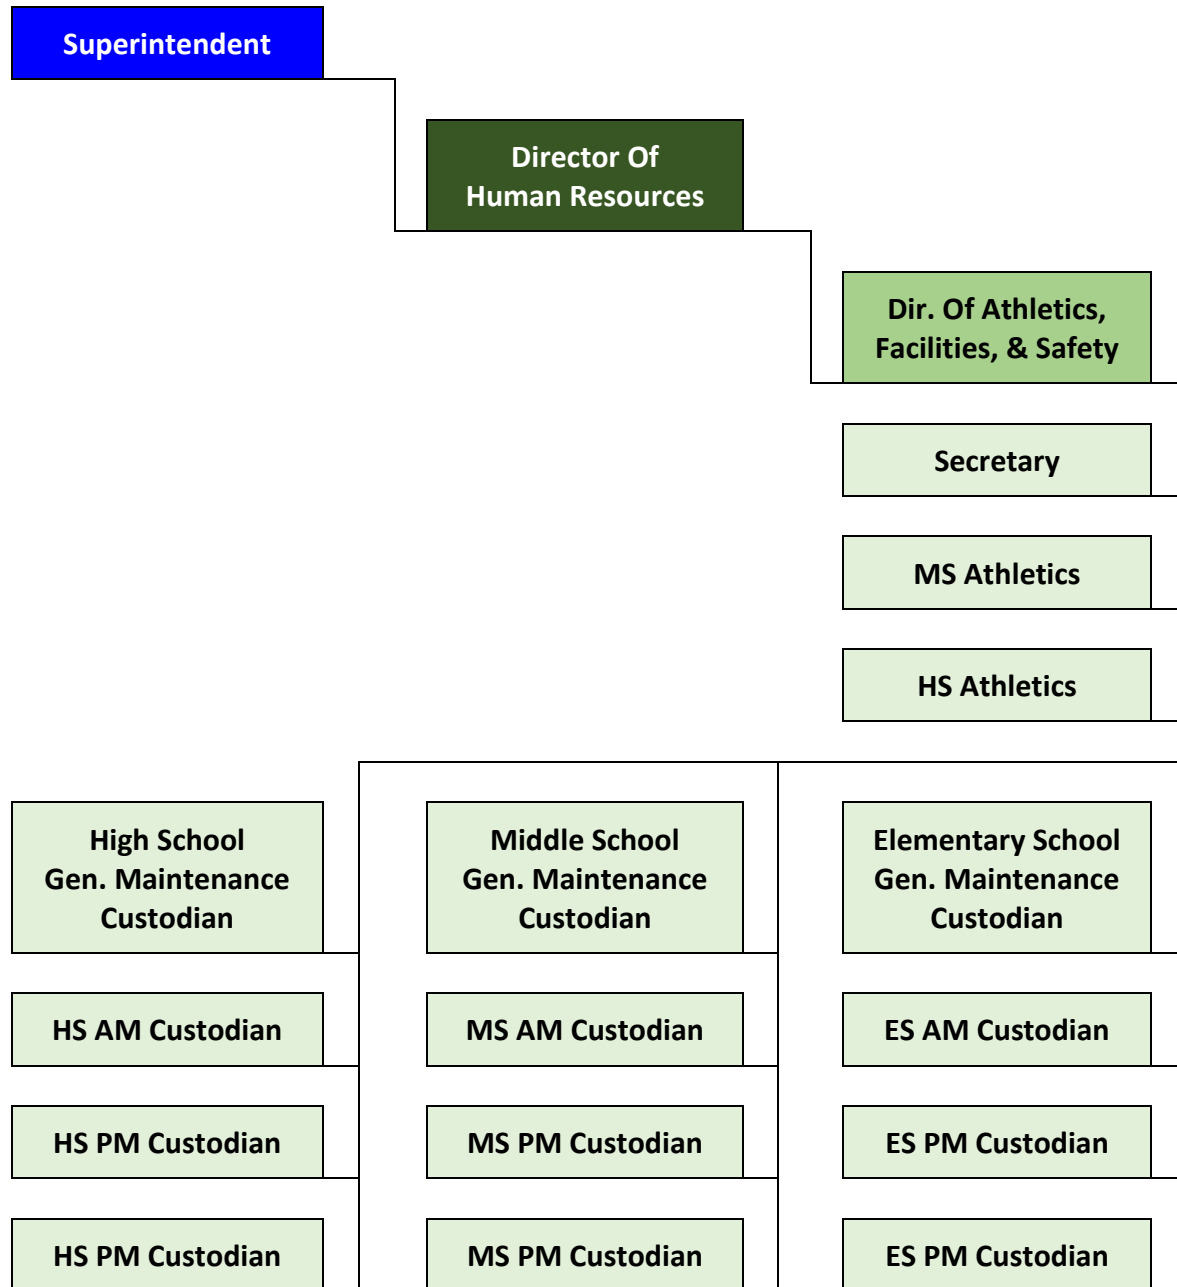 Superintendent
Director Of
Human Resources
Dir. Of Athletics,
Facilities, & Safety
Secretary
MS Athletics
HS Athletics
High School
Gen. Maintenance
Custodian
Middle School
Gen. Maintenance
Custodian
Elementary School
Gen. Maintenance
Custodian
HS AM Custodian
MS AM Custodian
ES AM Custodian
HS PM Custodian
MS PM Custodian
ES PM Custodian
HS PM Custodian
MS PM Custodian
ES PM Custodian